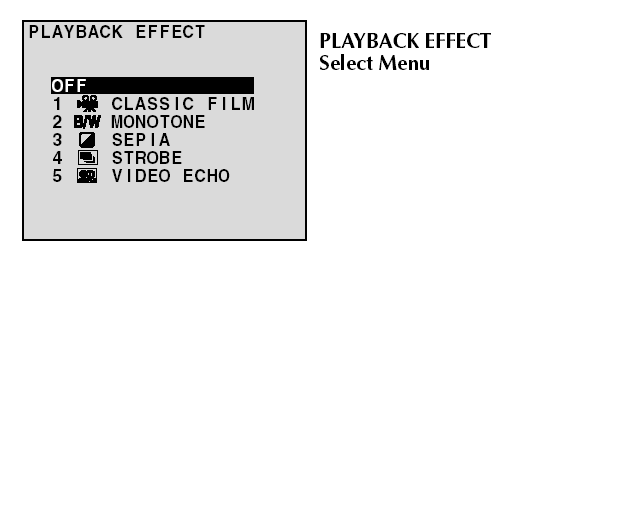 PLAYBACK EFFECT
OFF
1 CLASSIC FILM
2 B/W MONOTONE
3 SEPIA
4 STROBE
5 VIDEO ECHO
PLAYBACK EFFECT
Select Menu